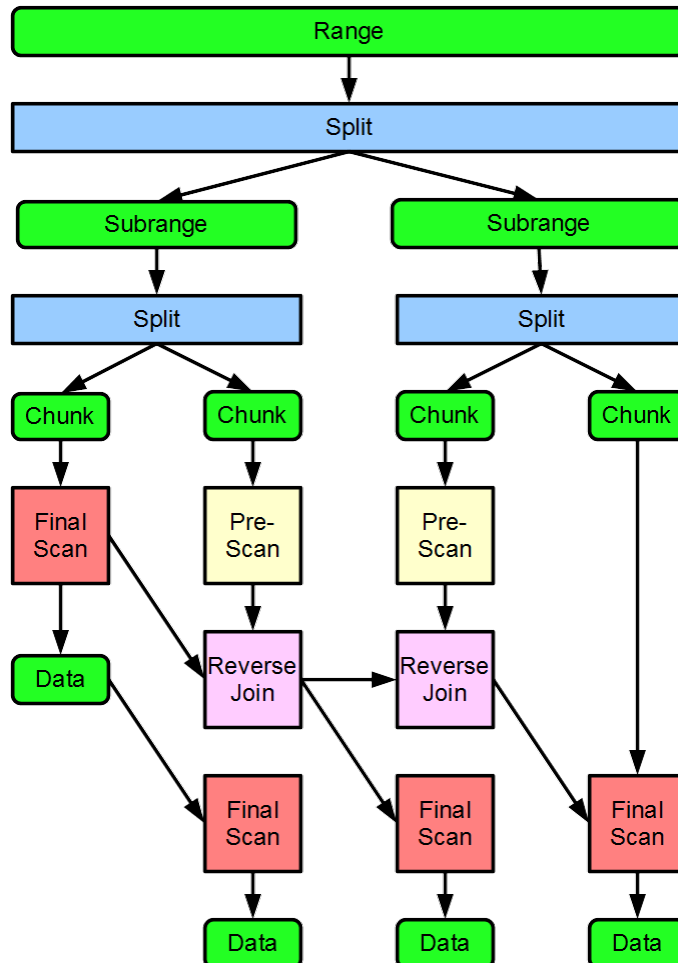 Range
Split
Subrange
Subrange
Split
Split
Chunk
Chunk
Chunk
Chunk
Final
Scan
Pre-
Scan
Pre-
Scan
Data
Reverse
Join
Reverse
Join
Final
Scan
Final
Scan
Final
Scan
Data
Data
Data